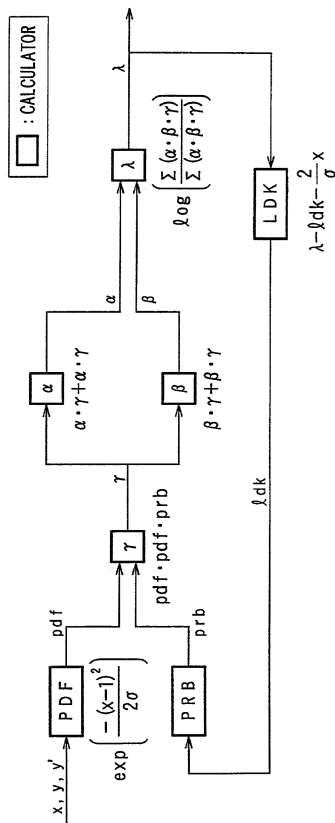 □ : CALCULATOR
x, y, y'
PDF
exp ( -(x-1)² / 2σ )
pdf
PRB
prb
γ
pdf·pdf·prb
γ
α
α·γ+α·γ
β
β·γ+β·γ
α
β
λ
log ( Σ (α·β·γ) / Σ (α·β·γ) )
λ
LDK
λ-ℓdk-2/σ x
ℓdk